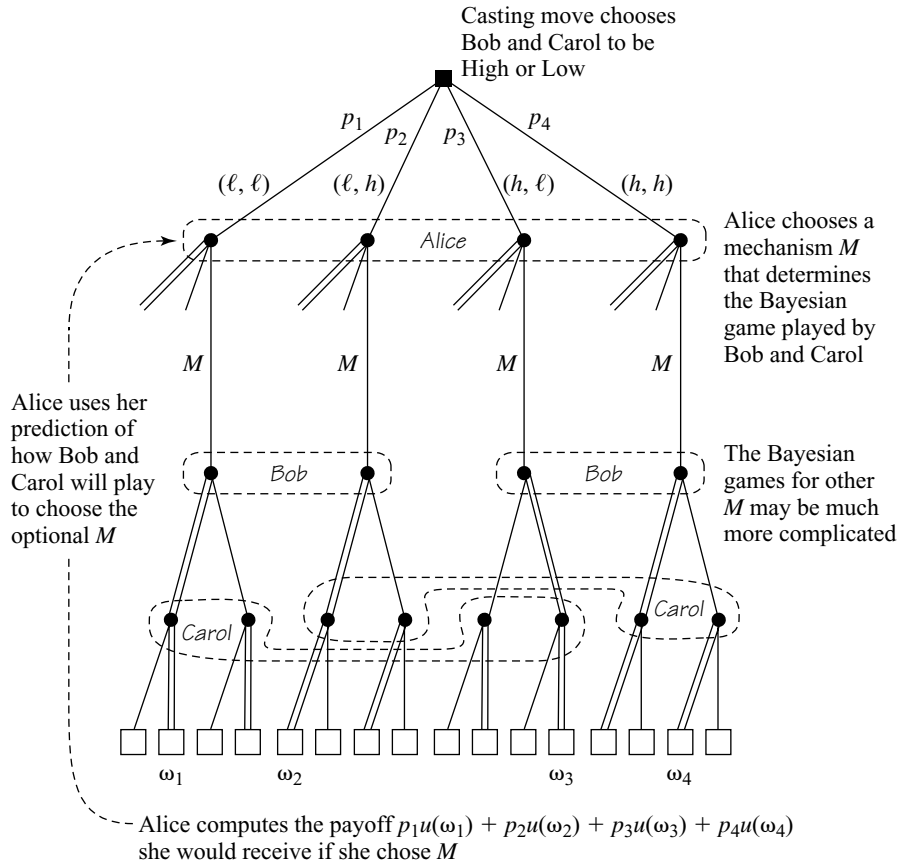 Casting move chooses
Bob and Carol to be
High or Low
p1
p2
p3
p4
(ℓ, ℓ)
(ℓ, h)
(h, ℓ)
(h, h)
Alice
Alice chooses a
mechanism M
that determines
the Bayesian
game played by
Bob and Carol
M
M
M
M
Alice uses her
prediction of
how Bob and
Carol will play
to choose the
optional M
Bob
Bob
The Bayesian
games for other
M may be much
more complicated
Carol
Carol
ω1
ω2
ω3
ω4
Alice computes the payoff p1u(ω1) + p2u(ω2) + p3u(ω3) + p4u(ω4)
she would receive if she chose M